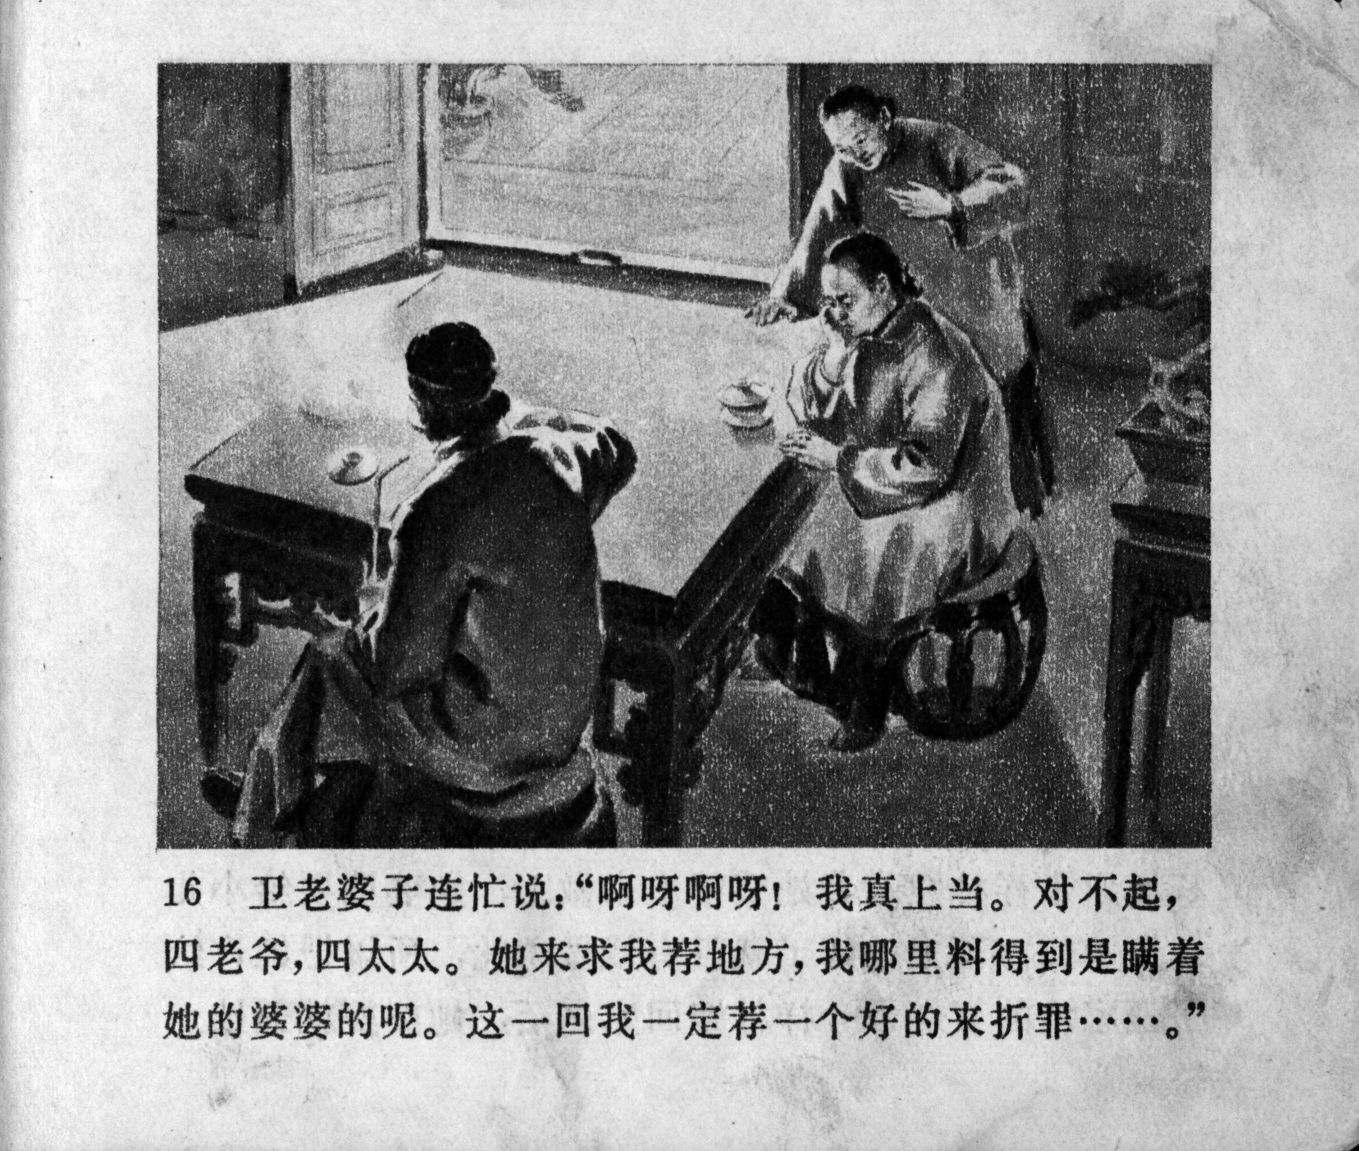 16　卫老婆子连忙说：“啊呀啊呀！我真上当。对不起，
四老爷，四太太。她来求我荐地方，我哪里料得到是瞒着
她的婆婆的呢。这一回我一定荐一个好的来折罪……。”